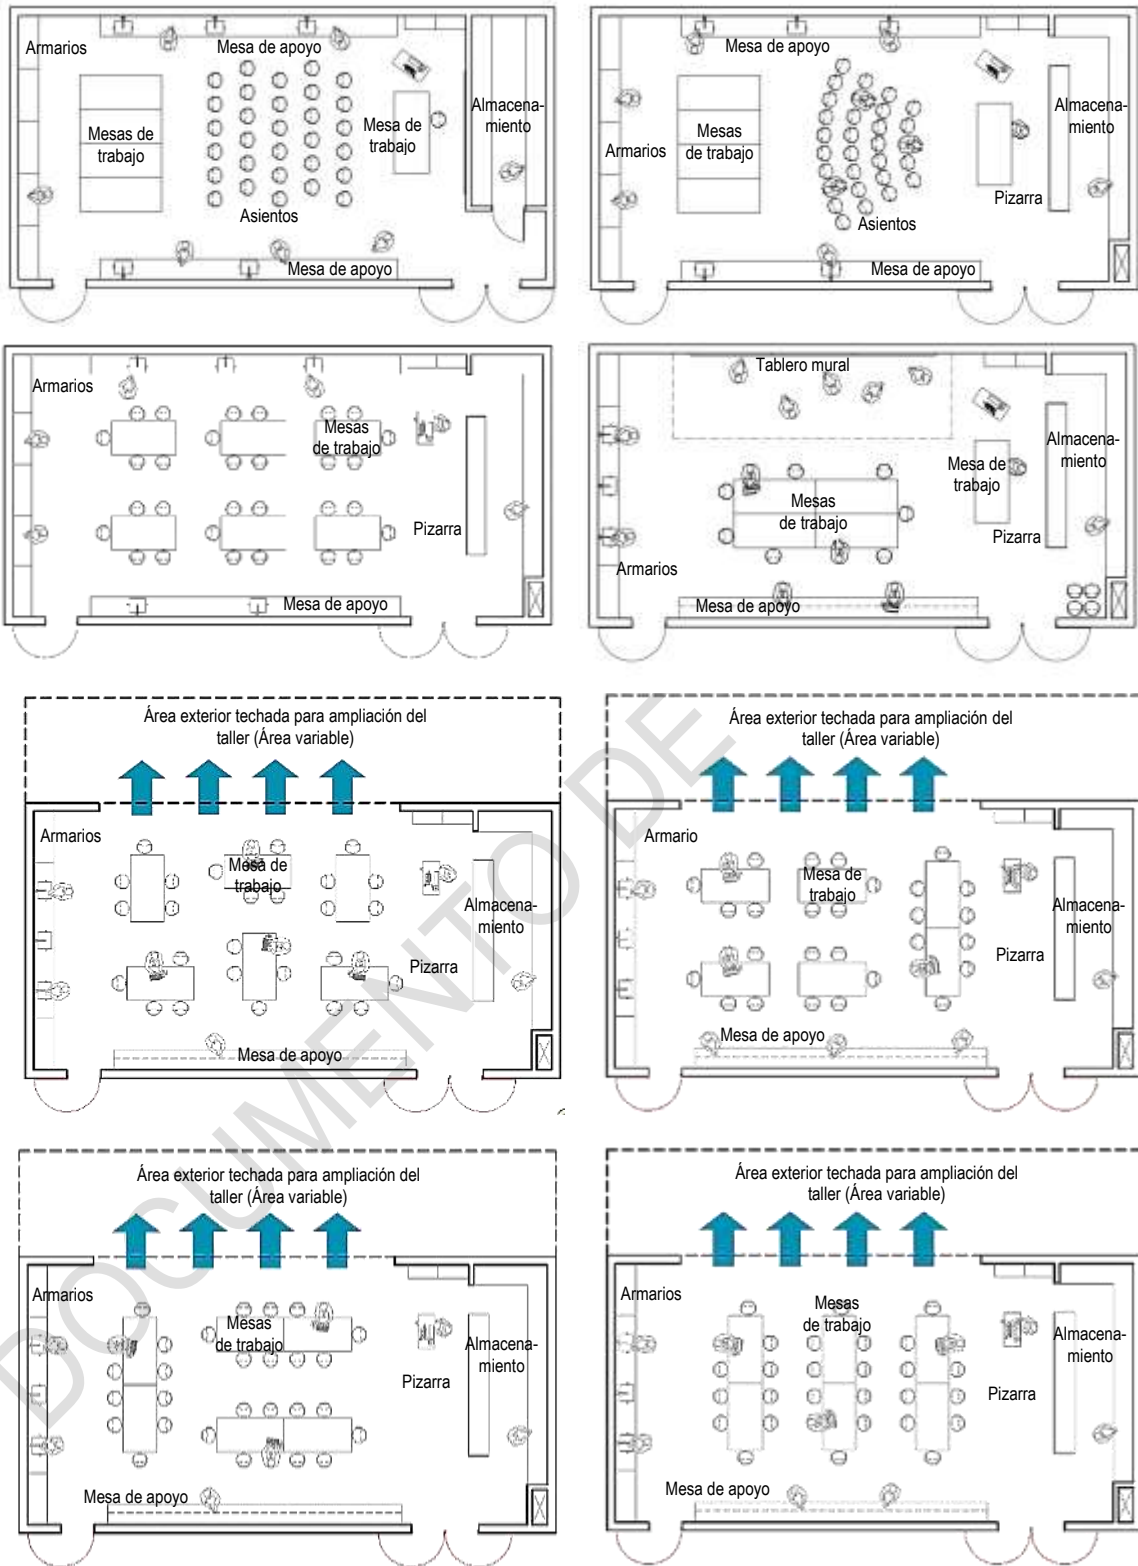 Armarios
Mesa de apoyo
Almacena-
miento
Mesas de
trabajo
Mesa de
trabajo
Asientos
Mesa de apoyo
Mesa de apoyo
Almacena-
miento
Armarios
Mesas
de trabajo
Pizarra
Asientos
Mesa de apoyo
Armarios
Mesas
de trabajo
Pizarra
Mesa de apoyo
Tablero mural
Almacena-
miento
Mesa de
trabajo
Mesas
de trabajo
Pizarra
Armarios
Mesa de apoyo
Área exterior techada para ampliación del
taller (Área variable)
Armarios
Mesa de
trabajo
Almacena-
miento
Pizarra
Mesa de apoyo
Área exterior techada para ampliación del
taller (Área variable)
Armario
Mesa de
trabajo
Almacena-
miento
Pizarra
Mesa de apoyo
Área exterior techada para ampliación del
taller (Área variable)
Armarios
Mesas
de trabajo
Almacena-
miento
Pizarra
Mesa de apoyo
Área exterior techada para ampliación del
taller (Área variable)
Armarios
Mesas
de trabajo
Almacena-
miento
Pizarra
Mesa de apoyo
DOCUMENTO DE